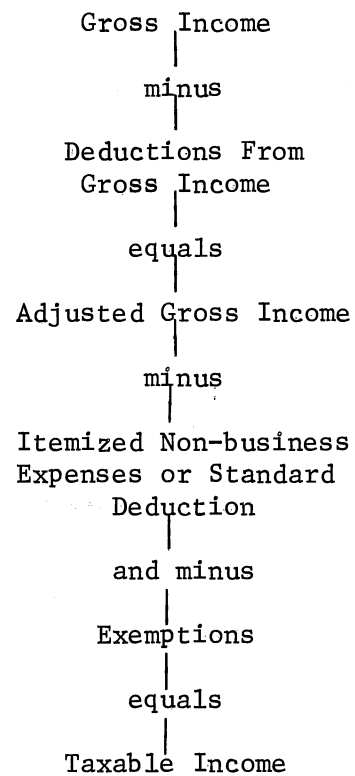 Gross Income
minus
Deductions From
Gross Income
equals
Adjusted Gross Income
minus
Itemized Non-business
Expenses or Standard
Deduction
and minus
Exemptions
equals
Taxable Income